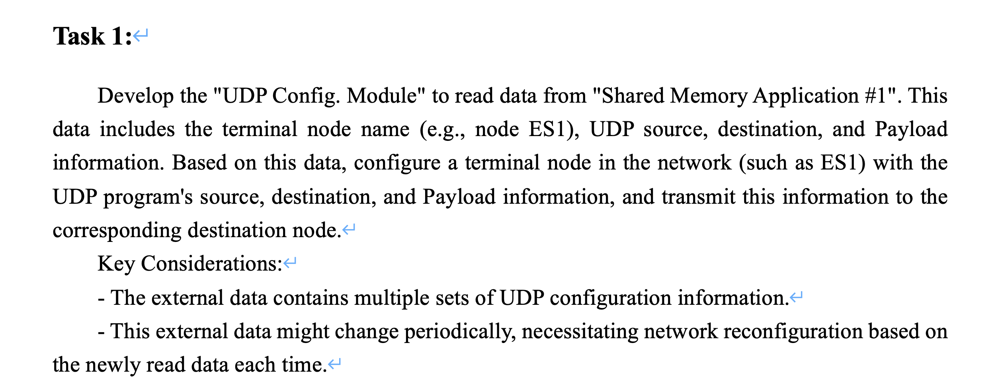 Task 1:
Develop the "UDP Config. Module" to read data from "Shared Memory Application #1". This
data includes the terminal node name (e.g., node ES1), UDP source, destination, and Payload
information. Based on this data, configure a terminal node in the network (such as ES1) with the
UDP program's source, destination, and Payload information, and transmit this information to the
corresponding destination node.
Key Considerations:
- The external data contains multiple sets of UDP configuration information.
- This external data might change periodically, necessitating network reconfiguration based on
the newly read data each time.